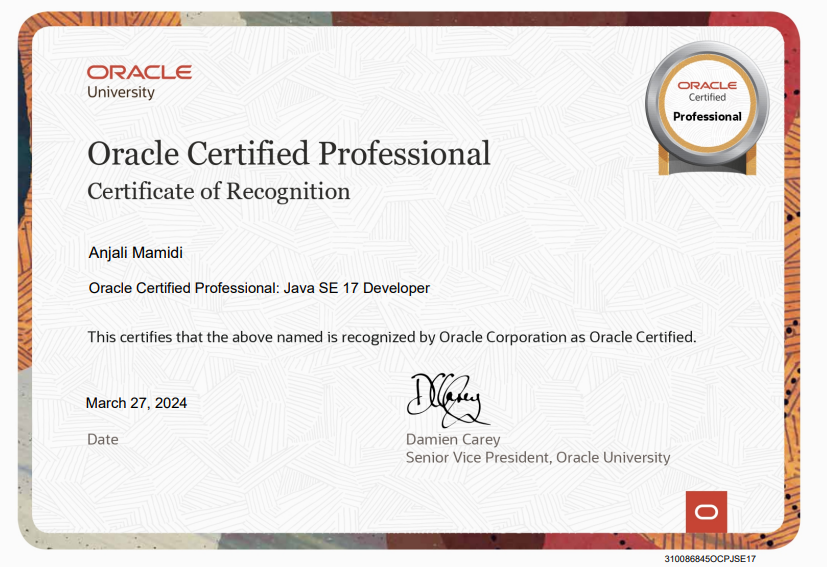 ORACLE
University
ORACLE
Certified
Professional
Oracle Certified Professional
Certificate of Recognition
Anjali Mamidi
Oracle Certified Professional: Java SE 17 Developer
This certifies that the above named is recognized by Oracle Corporation as Oracle Certified.
March 27, 2024
Date
DCarey
Damien Carey
Senior Vice President, Oracle University
310086845OCPJSE17